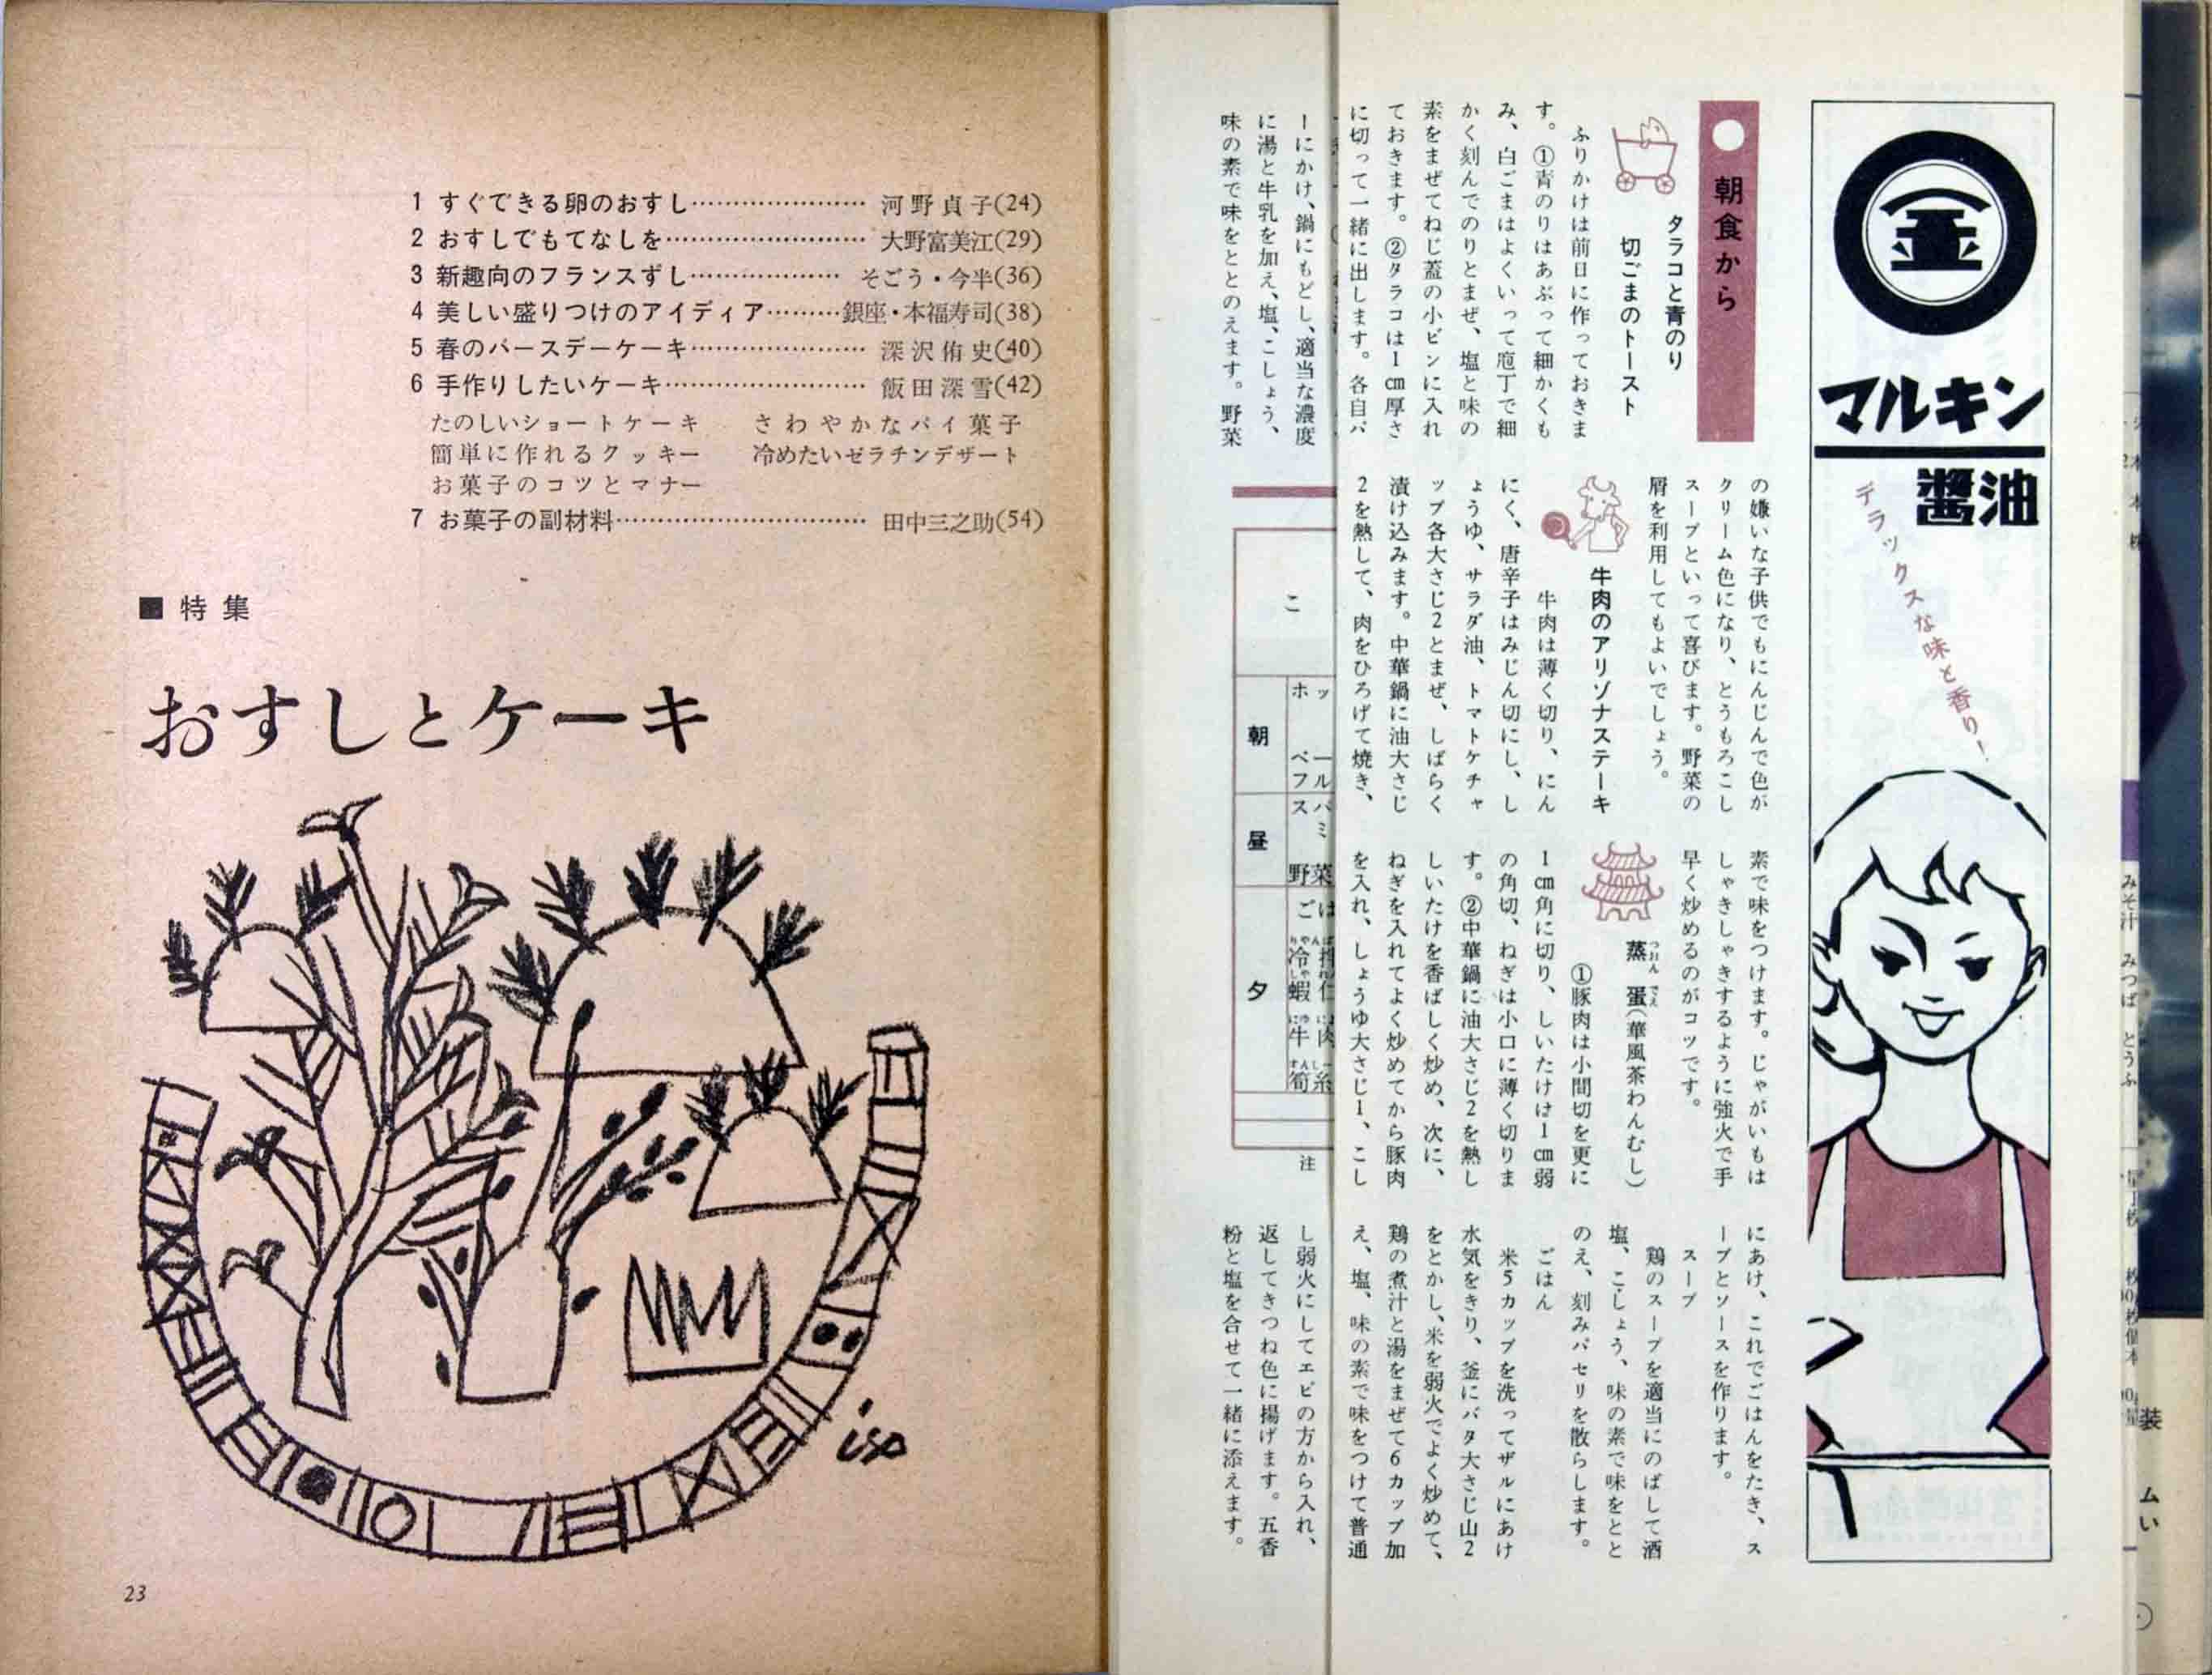 1 すぐできる卵のおすし…………………河野貞子(24)
2 おすしでもてなしを……………………大野富美江(29)
3 新趣向のフランスずし………………そごう・今半(36)
4 美しい盛りつけのアイディア………銀座・本福寿司(38)
5 春のバースデーケーキ…………………深沢侑史(40)
6 手作りしたいケーキ……………………飯田深雪(42)
たのしいショートケーキ さわやかなパイ菓子
簡単に作れるクッキー 冷めたいゼラチンデザート
お菓子のコツとマナー
7 お菓子の副材料…………………………田中三之助(54)
■ 特集
おすしとケーキ
iso
23
金
マルキン
醬油
デラックスな味と香り!
●朝食から
タラコと青のり
切ごまのトースト
ふりかけは前日に作っておきま
す。①青のりはあぶって細かくも
み、白ごまはよくいって庖丁で細
かく刻んでのりとまぜ、塩と味の
素をまぜてねじ蓋の小ビンに入れ
ておきます。②タラコは1cm厚さ
に切って一緒に出します。各自パ
ーにかけ、鍋にもどし、適当な濃度
に湯と牛乳を加え、塩、こしょう、
味の素で味をととのえます。野菜
の嫌いな子供でもにんじんで色が
クリーム色になり、とうもろこし
スープといって喜びます。野菜の
屑を利用してもよいでしょう。
牛肉のアリゾナステーキ
牛肉は薄く切り、にん
にく、唐辛子はみじん切にし、し
ょうゆ、サラダ油、トマトケチャ
ップ各大さじ2とまぜ、しばらく
漬け込みます。中華鍋に油大さじ
2を熱して、肉をひろげて焼き、
こ
朝
ホッ
ベー
フル
昼
スパ
ミ
野菜
夕
ごは
注
素で味をつけます。じゃがいもは
しゃきしゃきするように強火で手
早く炒めるのがコツです。
蒸蛋(華風茶わんむし)
①豚肉は小間切を更に
1cm角に切り、しいたけは1cm弱
の角切、ねぎは小口に薄く切りま
す。②中華鍋に油大さじ2を熱し
しいたけを香ばしく炒め、次に、
ねぎを入れてよく炒めてから豚肉
を入れ、しょうゆ大さじ1、こし
にあけ、これでごはんをたき、ス
ープとソースを作ります。
スープ
鶏のスープを適当にのばして酒
塩、こしょう、味の素で味をとと
のえ、刻みパセリを散らします。
ごはん
米5カップを洗ってザルにあけ
水気をきり、釜にバタ大さじ山2
をとかし、米を弱火でよく炒めて、
鶏の煮汁と湯をまぜて6カップ加
え、塩、味の素で味をつけて普通
し弱火にしてエビの方から入れ、
返してきつね色に揚げます。五香
粉と塩を合せて一緒に添えます。
みそ汁 みつば とうふ